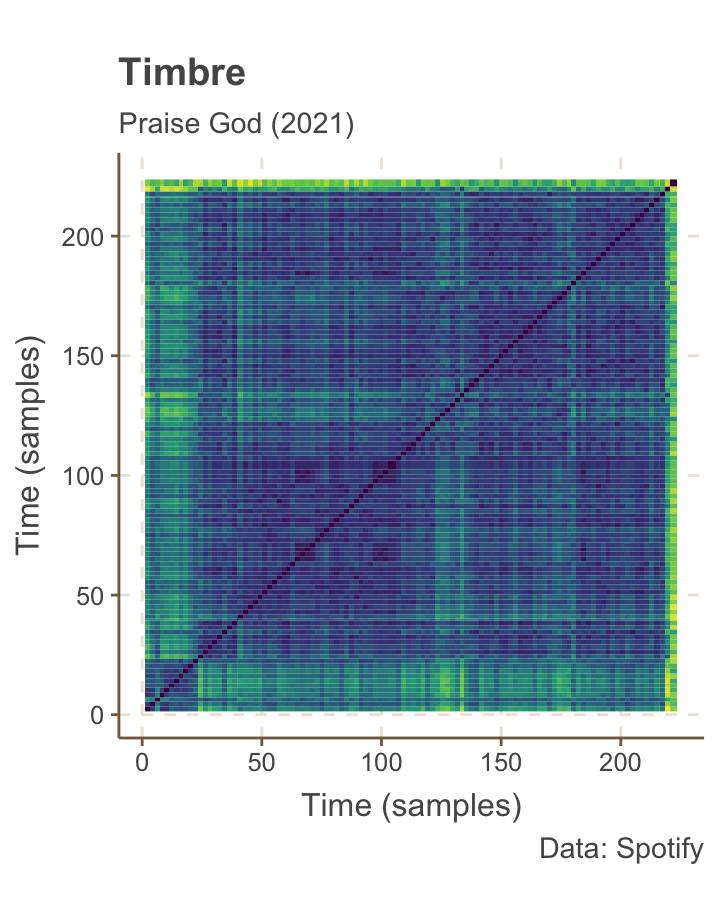 Timbre
Praise God (2021)
Time (samples)
200
150
100
50
0
0 50 100 150 200
Time (samples)
Data: Spotify